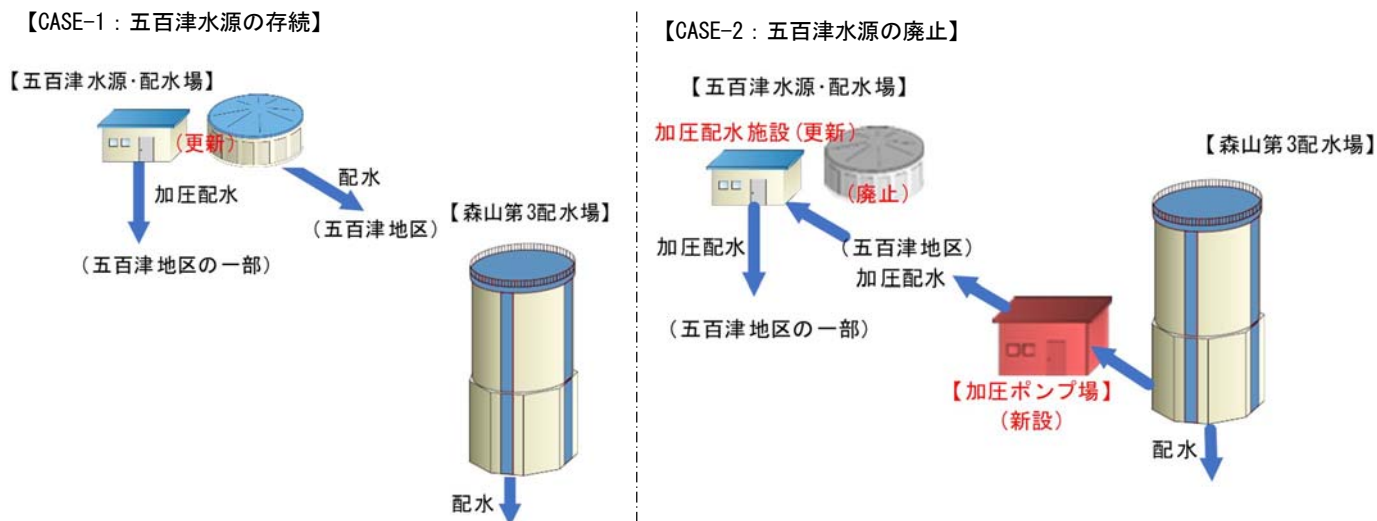 【CASE-1：五百津水源の存続】
【五百津水源･配水場】
(更新)
加圧配水
配水
（五百津地区）
（五百津地区の一部）
【森山第3配水場】
配水
【CASE-2：五百津水源の廃止】
【五百津水源･配水場】
加圧配水施設(更新)
(廃止)
【森山第3配水場】
加圧配水
（五百津地区）
加圧配水
（五百津地区の一部）
【加圧ポンプ場】
（新設）
配水